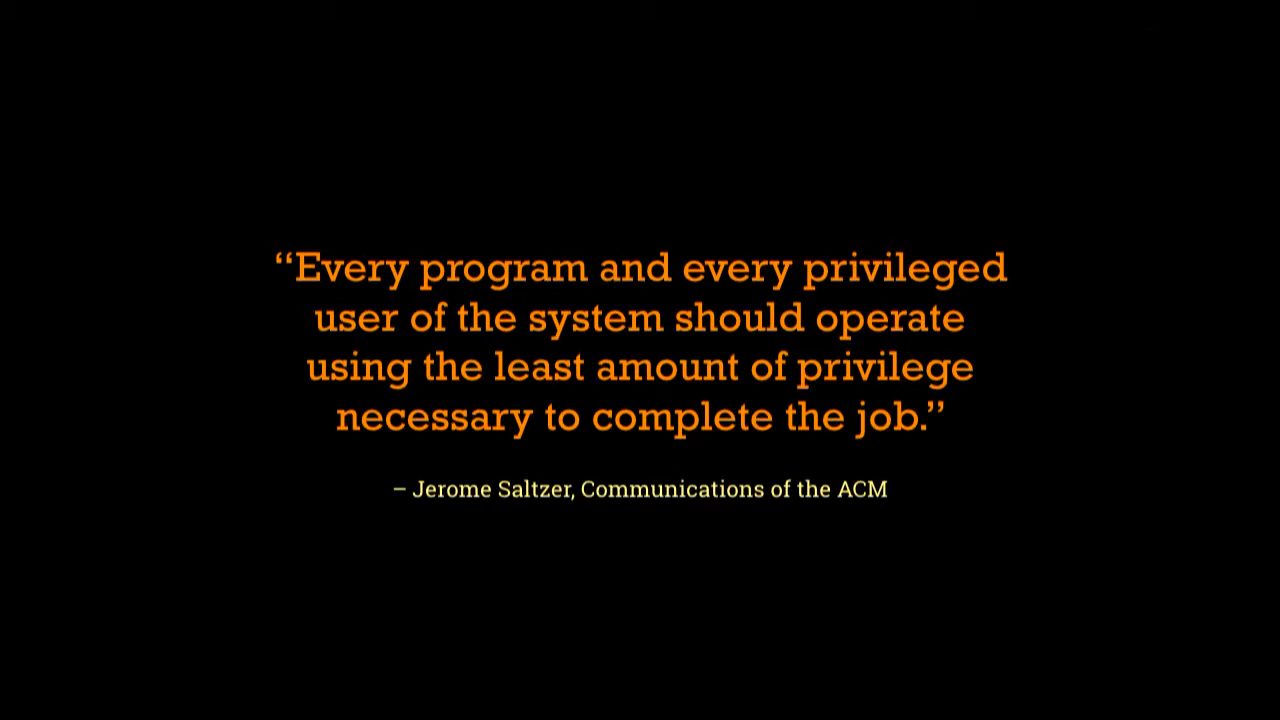 “Every program and every privileged
user of the system should operate
using the least amount of privilege
necessary to complete the job.”
– Jerome Saltzer, Communications of the ACM